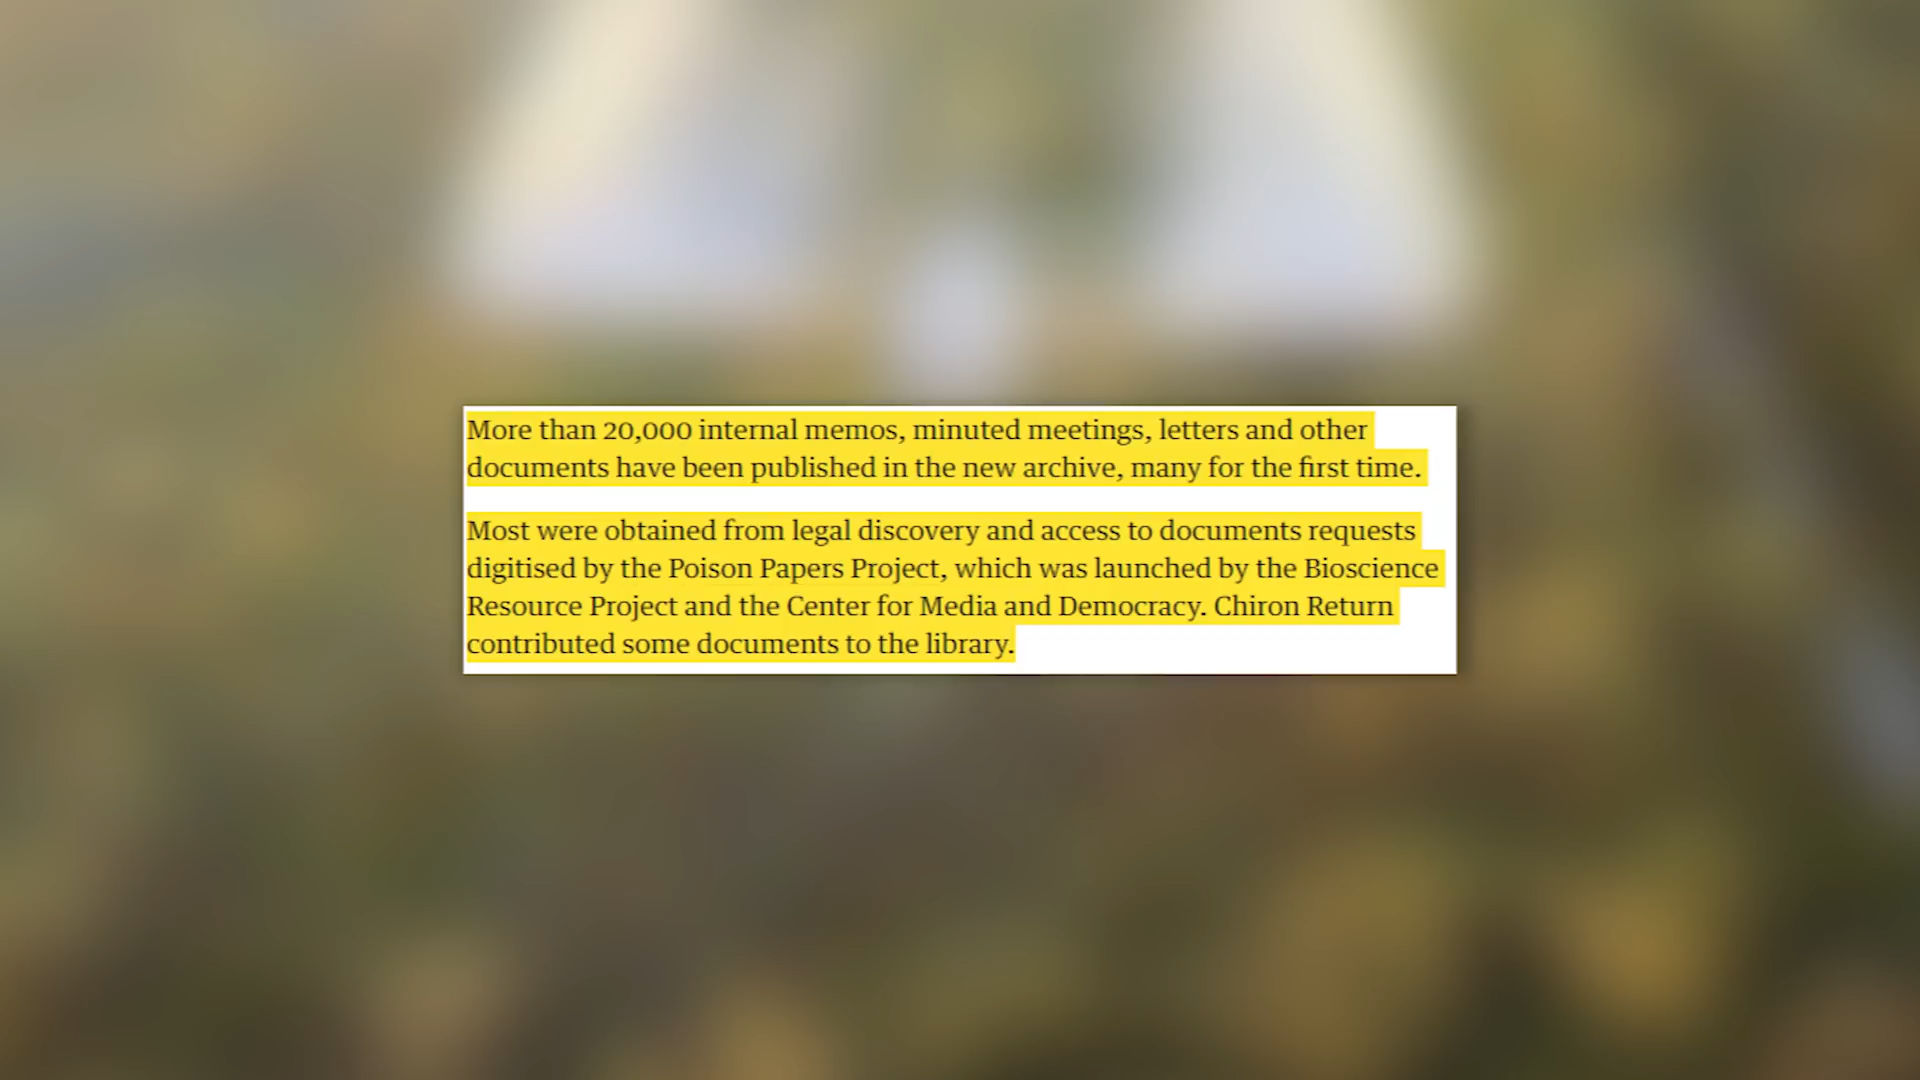 More than 20,000 internal memos, minuted meetings, letters and other
documents have been published in the new archive, many for the first time.
Most were obtained from legal discovery and access to documents requests
digitised by the Poison Papers Project, which was launched by the Bioscience
Resource Project and the Center for Media and Democracy. Chiron Return
contributed some documents to the library.